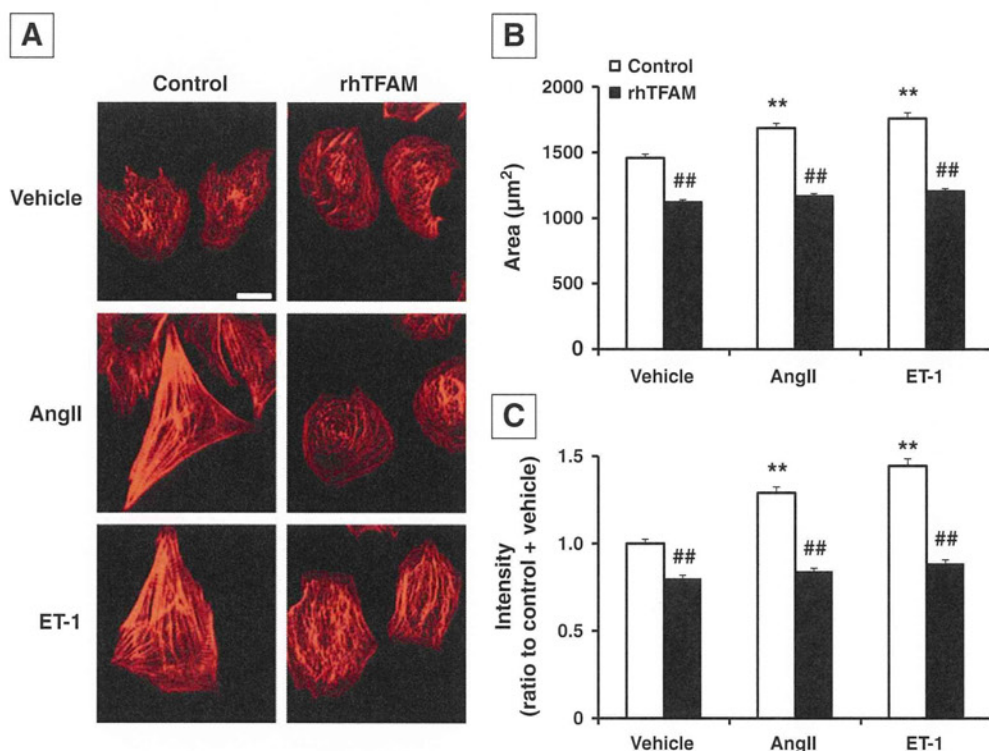 A
Control
rhTFAM
Vehicle
AngII
ET-1
B
Control
rhTFAM
Area (µm²)
2000
1500
1000
500
0
**
**
##
##
##
Vehicle
AngII
ET-1
C
Intensity
(ratio to control + vehicle)
1.5
1.0
0.5
0
**
**
##
##
##
Vehicle
AngII
ET-1